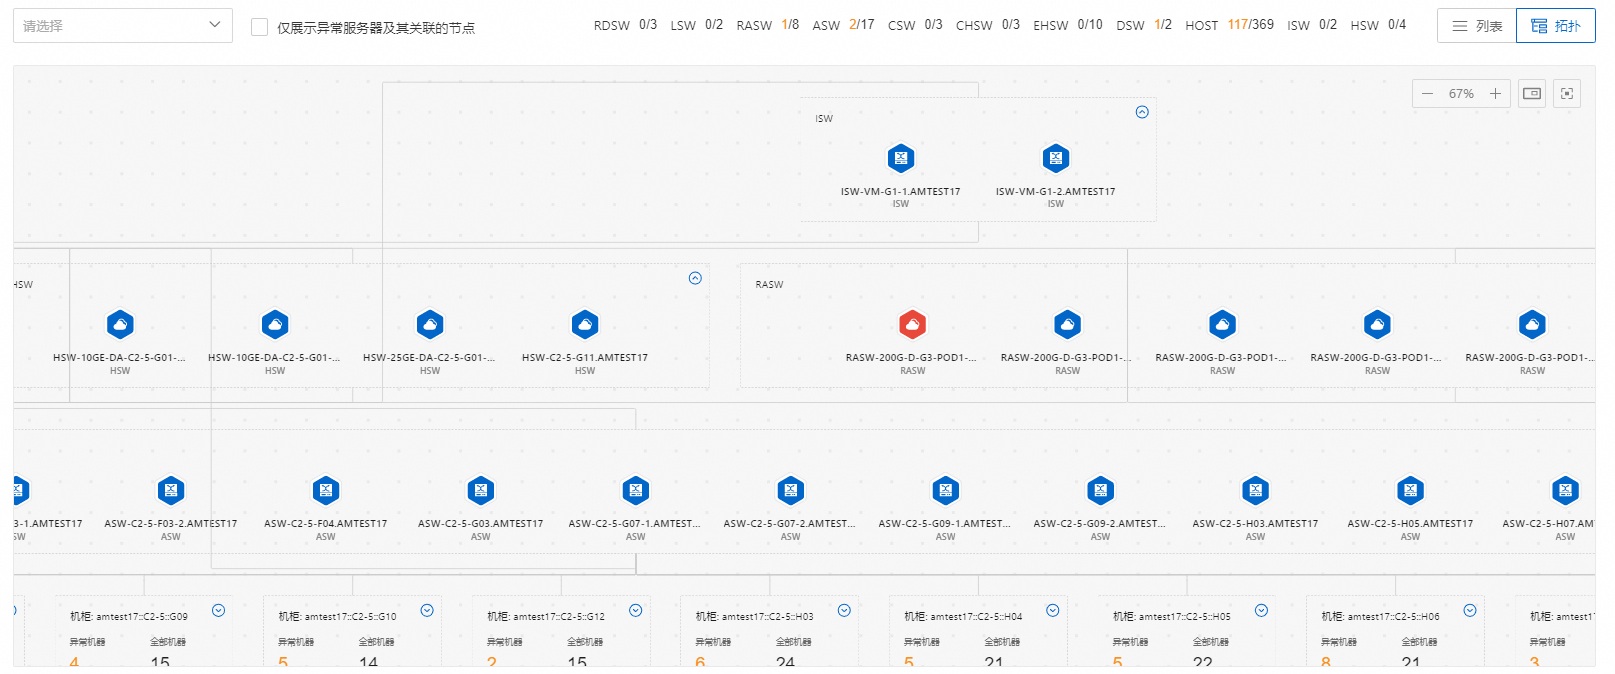 请选择
仅展示异常服务器及其关联的节点
RDSW 0/3 LSW 0/2 RASW 1/8 ASW 2/17 CSW 0/3 CHSW 0/3 EHSW 0/10 DSW 1/2 HOST 117/369 ISW 0/2 HSW 0/4
列表
拓扑
67%
ISW
ISW-VM-G1-1.AMTEST17 ISW-VM-G1-2.AMTEST17
ISW ISW
HSW RASW
HSW-10GE-DA-C2-5-G01-... HSW-10GE-DA-C2-5-G01-... HSW-25GE-DA-C2-5-G01-... HSW-C2-5-G11.AMTEST17 RASW-200G-D-G3-POD1-... RASW-200G-D-G3-POD1-... RASW-200G-D-G3-POD1-... RASW-200G-D-G3-POD1-... RASW-200G-D-G3-POD1-...
HSW HSW HSW HSW RASW RASW RASW RASW RASW
3-1.AMTEST17 ASW-C2-5-F03-2.AMTEST17 ASW-C2-5-F04.AMTEST17 ASW-C2-5-G03.AMTEST17 ASW-C2-5-G07-1.AMTEST... ASW-C2-5-G07-2.AMTEST... ASW-C2-5-G09-1.AMTEST... ASW-C2-5-G09-2.AMTEST... ASW-C2-5-H03.AMTEST17 ASW-C2-5-H05.AMTEST17 ASW-C2-5-H07.AM
SW ASW ASW ASW ASW ASW ASW ASW ASW ASW ASW
机柜: amtest17::C2-5::G09 机柜: amtest17::C2-5::G10 机柜: amtest17::C2-5::G12 机柜: amtest17::C2-5::H03 机柜: amtest17::C2-5::H04 机柜: amtest17::C2-5::H05 机柜: amtest17::C2-5::H06 机柜: amtest1
异常机器 全部机器 异常机器 全部机器 异常机器 全部机器 异常机器 全部机器 异常机器 全部机器 异常机器 全部机器 异常机器 全部机器 异常机器
4 15 5 14 2 15 6 24 5 21 5 22 8 21 3